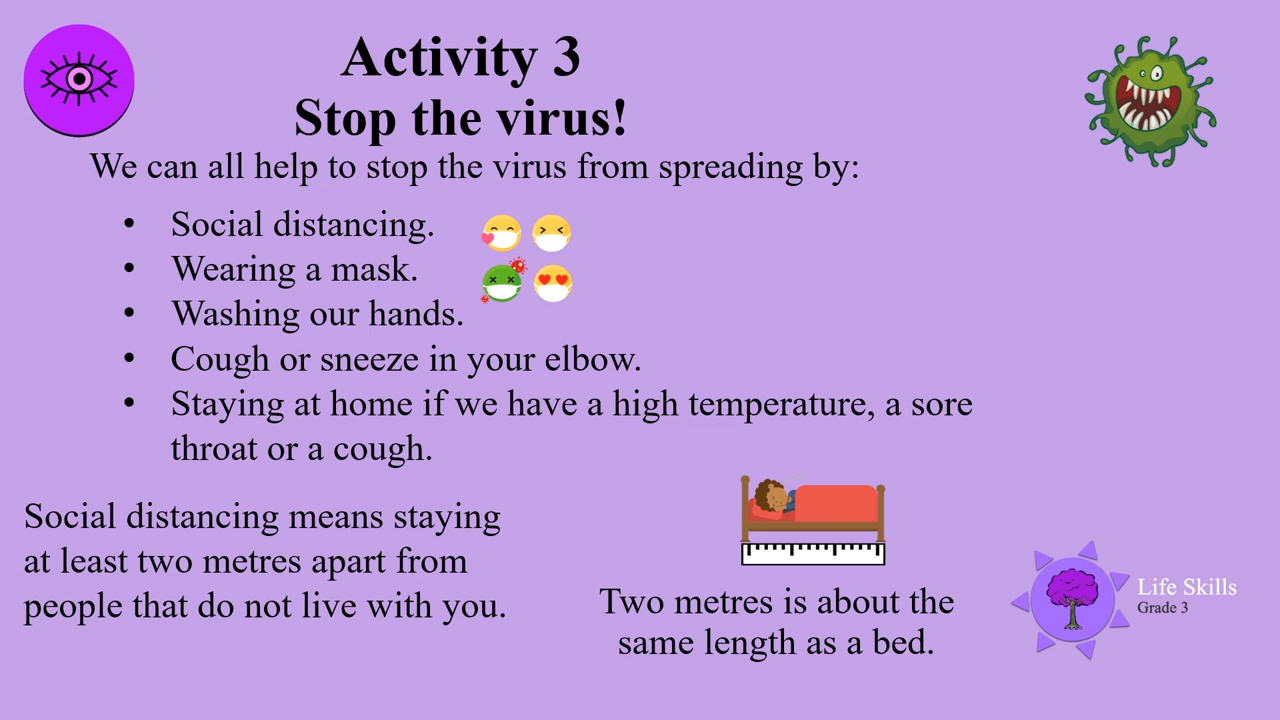 Activity 3
Stop the virus!
We can all help to stop the virus from spreading by:
• Social distancing.
• Wearing a mask.
• Washing our hands.
• Cough or sneeze in your elbow.
• Staying at home if we have a high temperature, a sore
throat or a cough.
Social distancing means staying
at least two metres apart from
people that do not live with you.
Two metres is about the
same length as a bed.
Life Skills
Grade 3